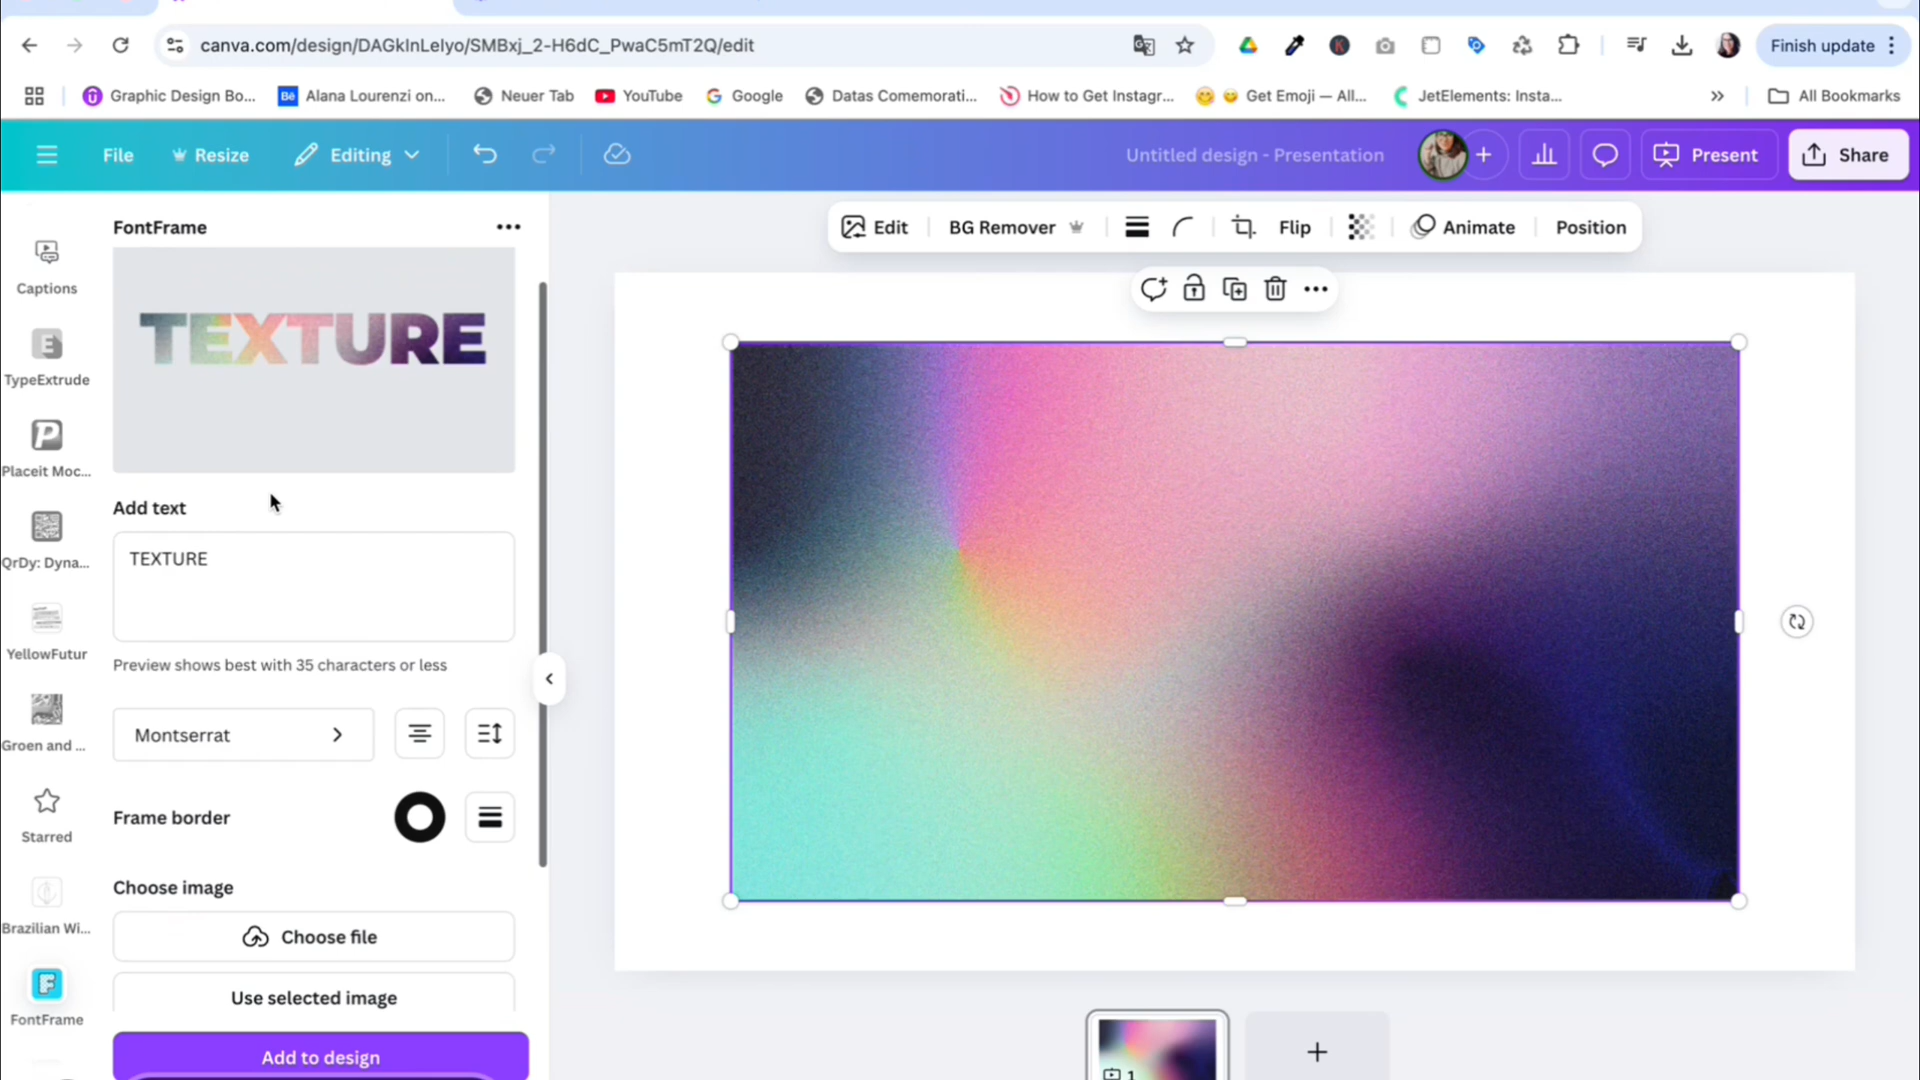 canva.com/design/DAGkInLeIyo/SMBxj_2-H6dC_PwaC5mT2Q/edit
Finish update
Graphic Design Bo...
Alana Lourenzi on...
Neuer Tab
YouTube
Google
Datas Comemorati...
How to Get Instagr...
Get Emoji — All...
JetElements: Insta...
All Bookmarks
File
Resize
Editing
Untitled design - Presentation
Present
Share
Captions
TypeExtrude
Placeit Moc...
QrDy: Dyna...
YellowFutur
Groen and ...
Starred
Brazilian Wi...
FontFrame
FontFrame
TEXTURE
Add text
TEXTURE
Preview shows best with 35 characters or less
Montserrat
Frame border
Choose image
Choose file
Use selected image
Add to design
Edit
BG Remover
Flip
Animate
Position
1